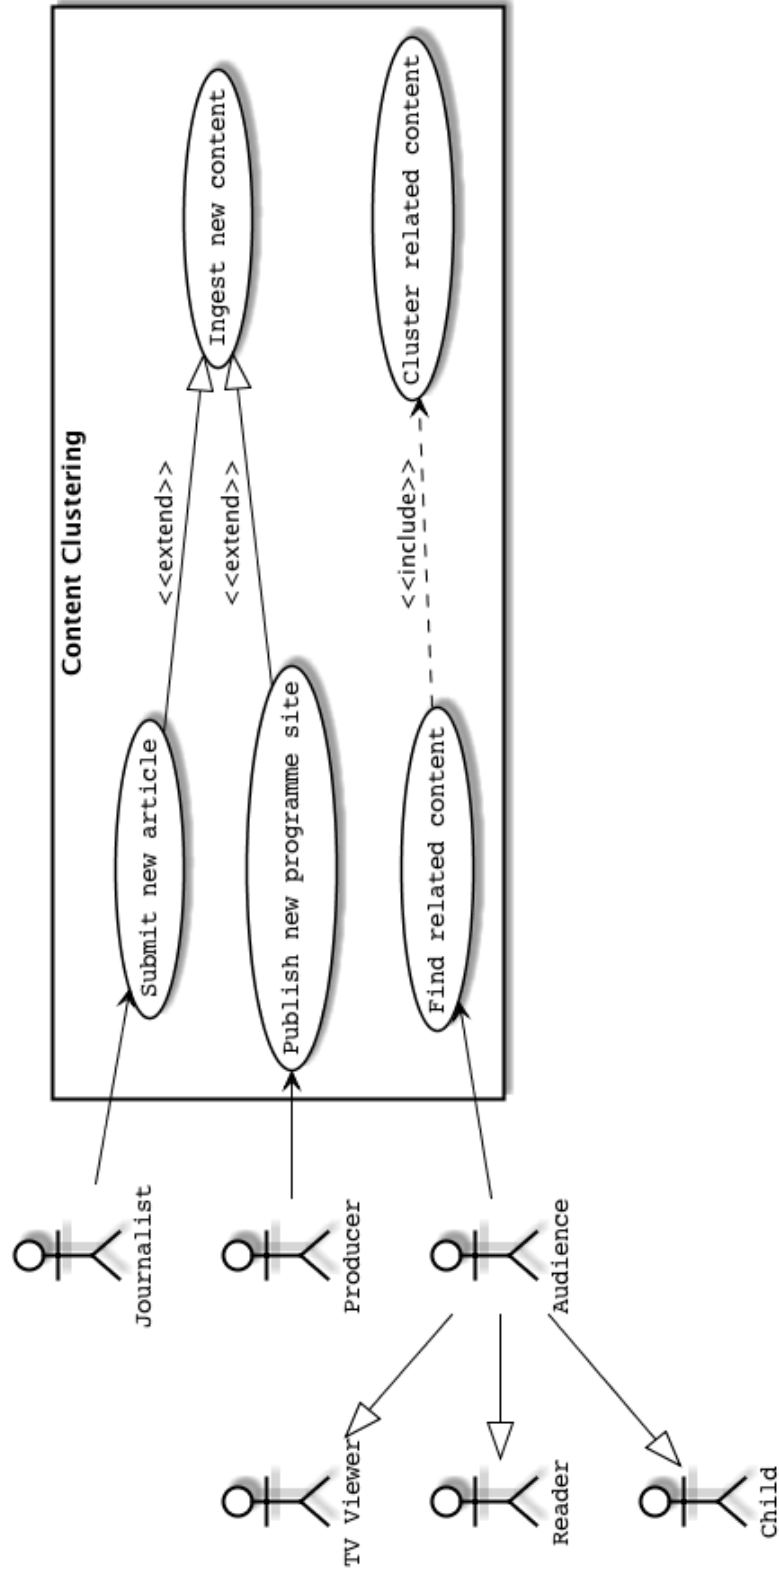 Content Clustering
Submit new article
<<extend>>
Ingest new content
Publish new programme site
<<extend>>
Find related content
<<include>>
Cluster related content
Journalist
Producer
Audience
TV Viewer
Reader
Child